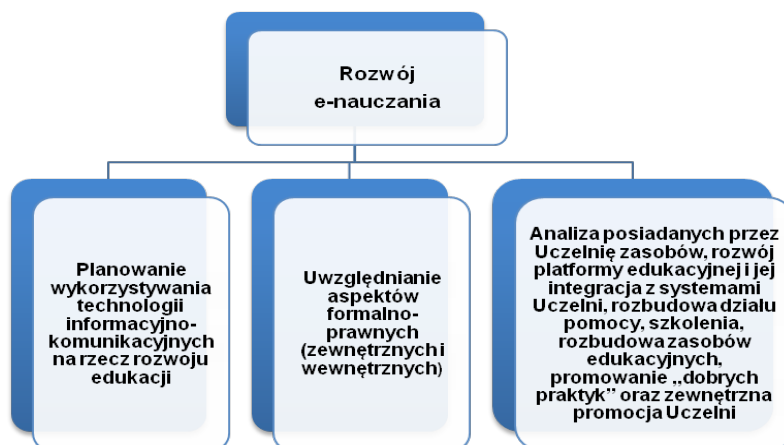 Rozwój
e-nauczania
Planowanie
wykorzystywania
technologii
informacyjno-
komunikacyjnych
na rzecz rozwoju
edukacji
Uwzględnianie
aspektów
formalno-
prawnych
(zewnętrznych i
wewnętrznych)
Analiza posiadanych przez
Uczelnię zasobów, rozwój
platformy edukacyjnej i jej
integracja z systemami
Uczelni, rozbudowa działu
pomocy, szkolenia,
rozbudowa zasobów
edukacyjnych,
promowanie „dobrych
praktyk” oraz zewnętrzna
promocja Uczelni